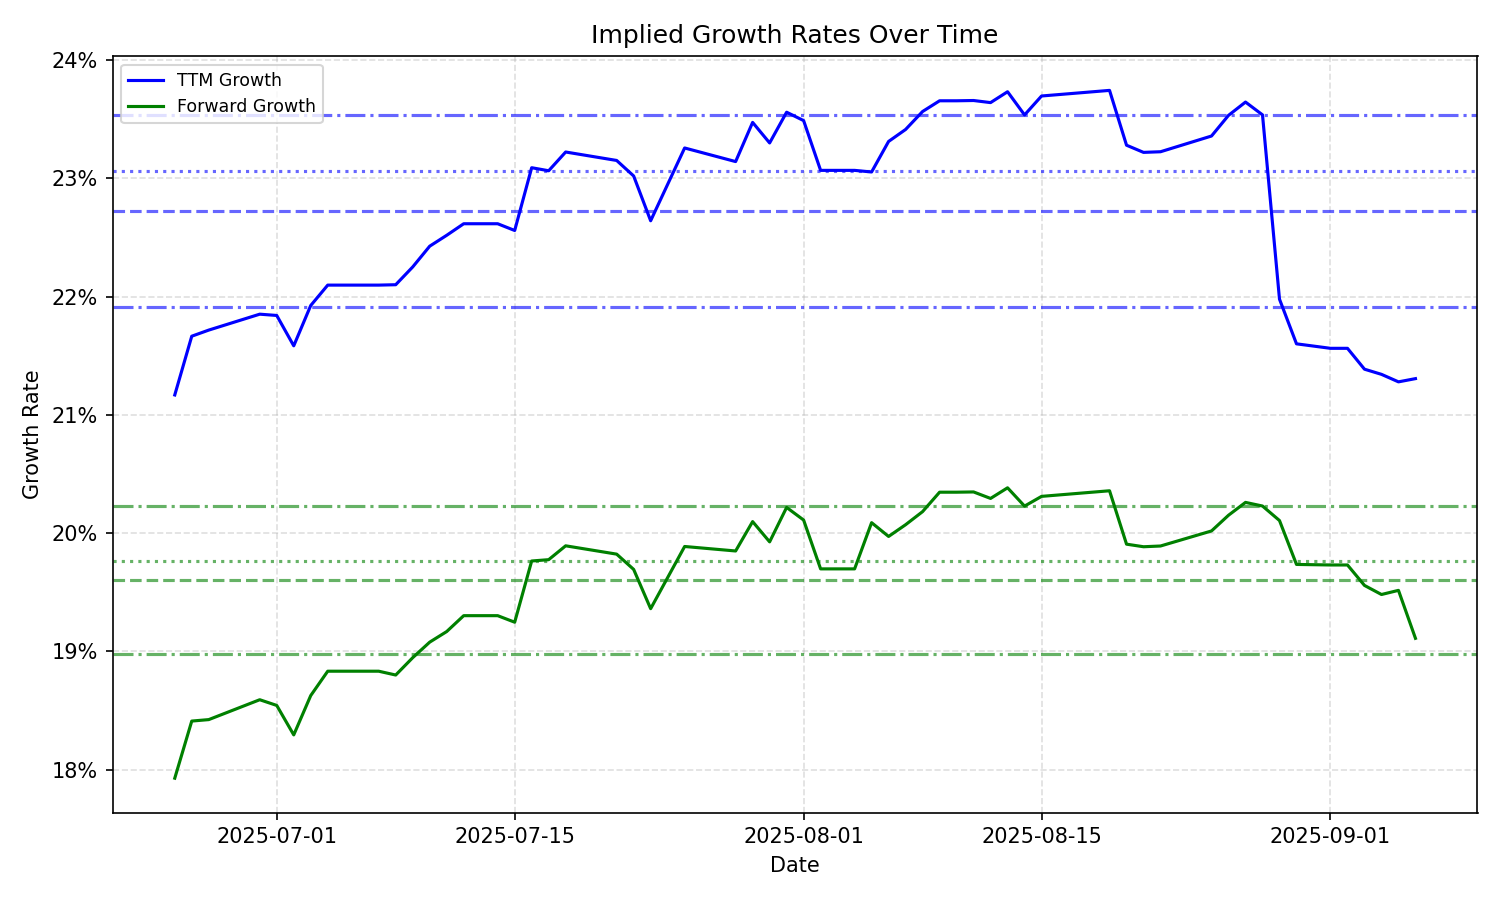 Implied Growth Rates Over Time
TTM Growth
Forward Growth
24%
23%
22%
21%
20%
19%
18%
Growth Rate
2025-07-01
2025-07-15
2025-08-01
2025-08-15
2025-09-01
Date